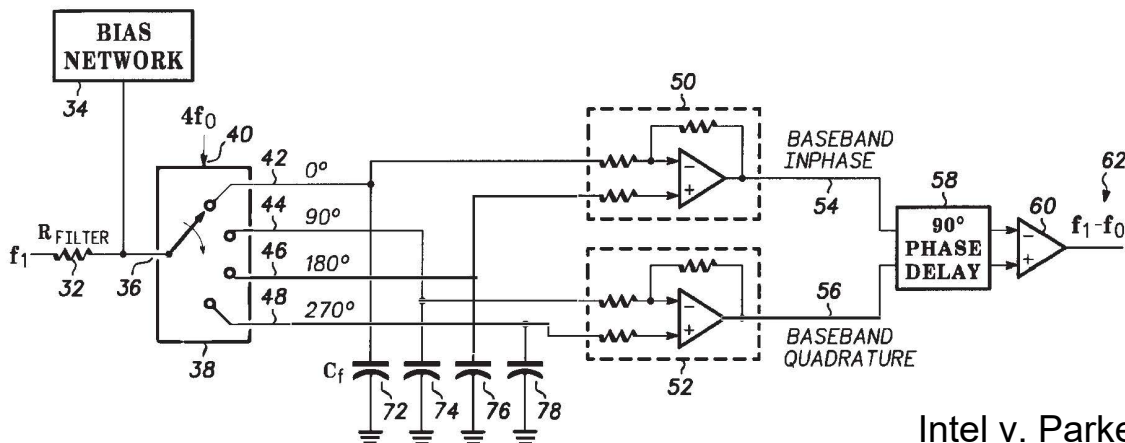 BIAS
NETWORK
34
4f0
40
42
0°
44
90°
46
180°
48
270°
f1
RFILTER
32
36
38
Cf
72
74
76
78
50
BASEBAND
INPHASE
54
52
56
BASEBAND
QUADRATURE
58
90°
PHASE
DELAY
60
62
f1-f0
Intel v. Parke